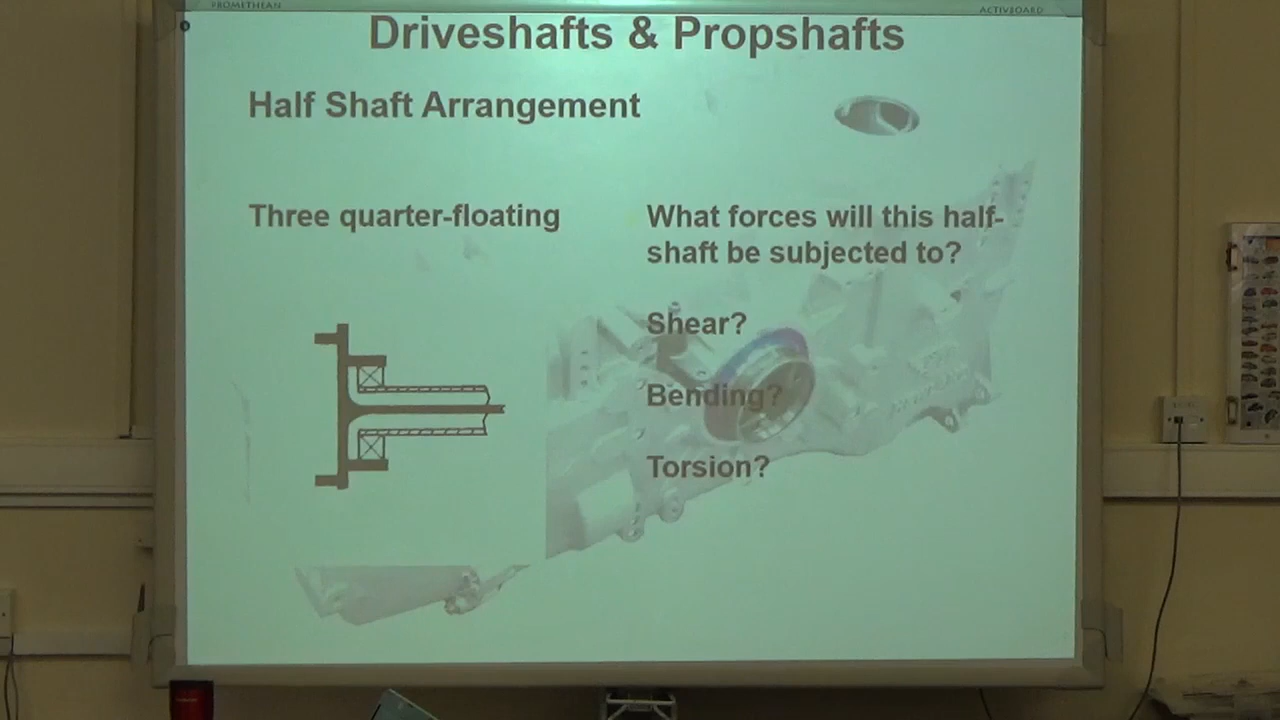 PROMETHEAN
ACTIVBOARD
Driveshafts & Propshafts
Half Shaft Arrangement
Three quarter-floating
What forces will this half-
shaft be subjected to?
Shear?
Bending?
Torsion?